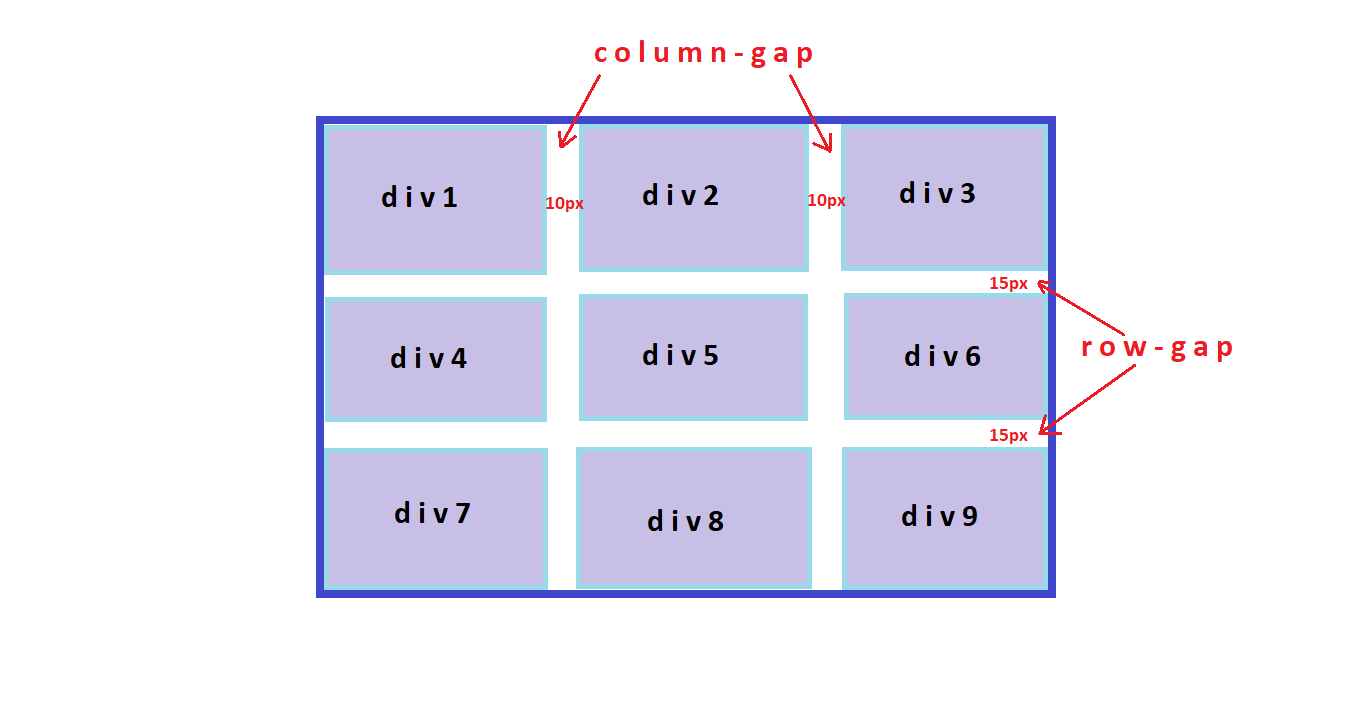 column-gap
div1
10px
div2
10px
div3
15px
div4
div5
div6
row-gap
15px
div7
div8
div9